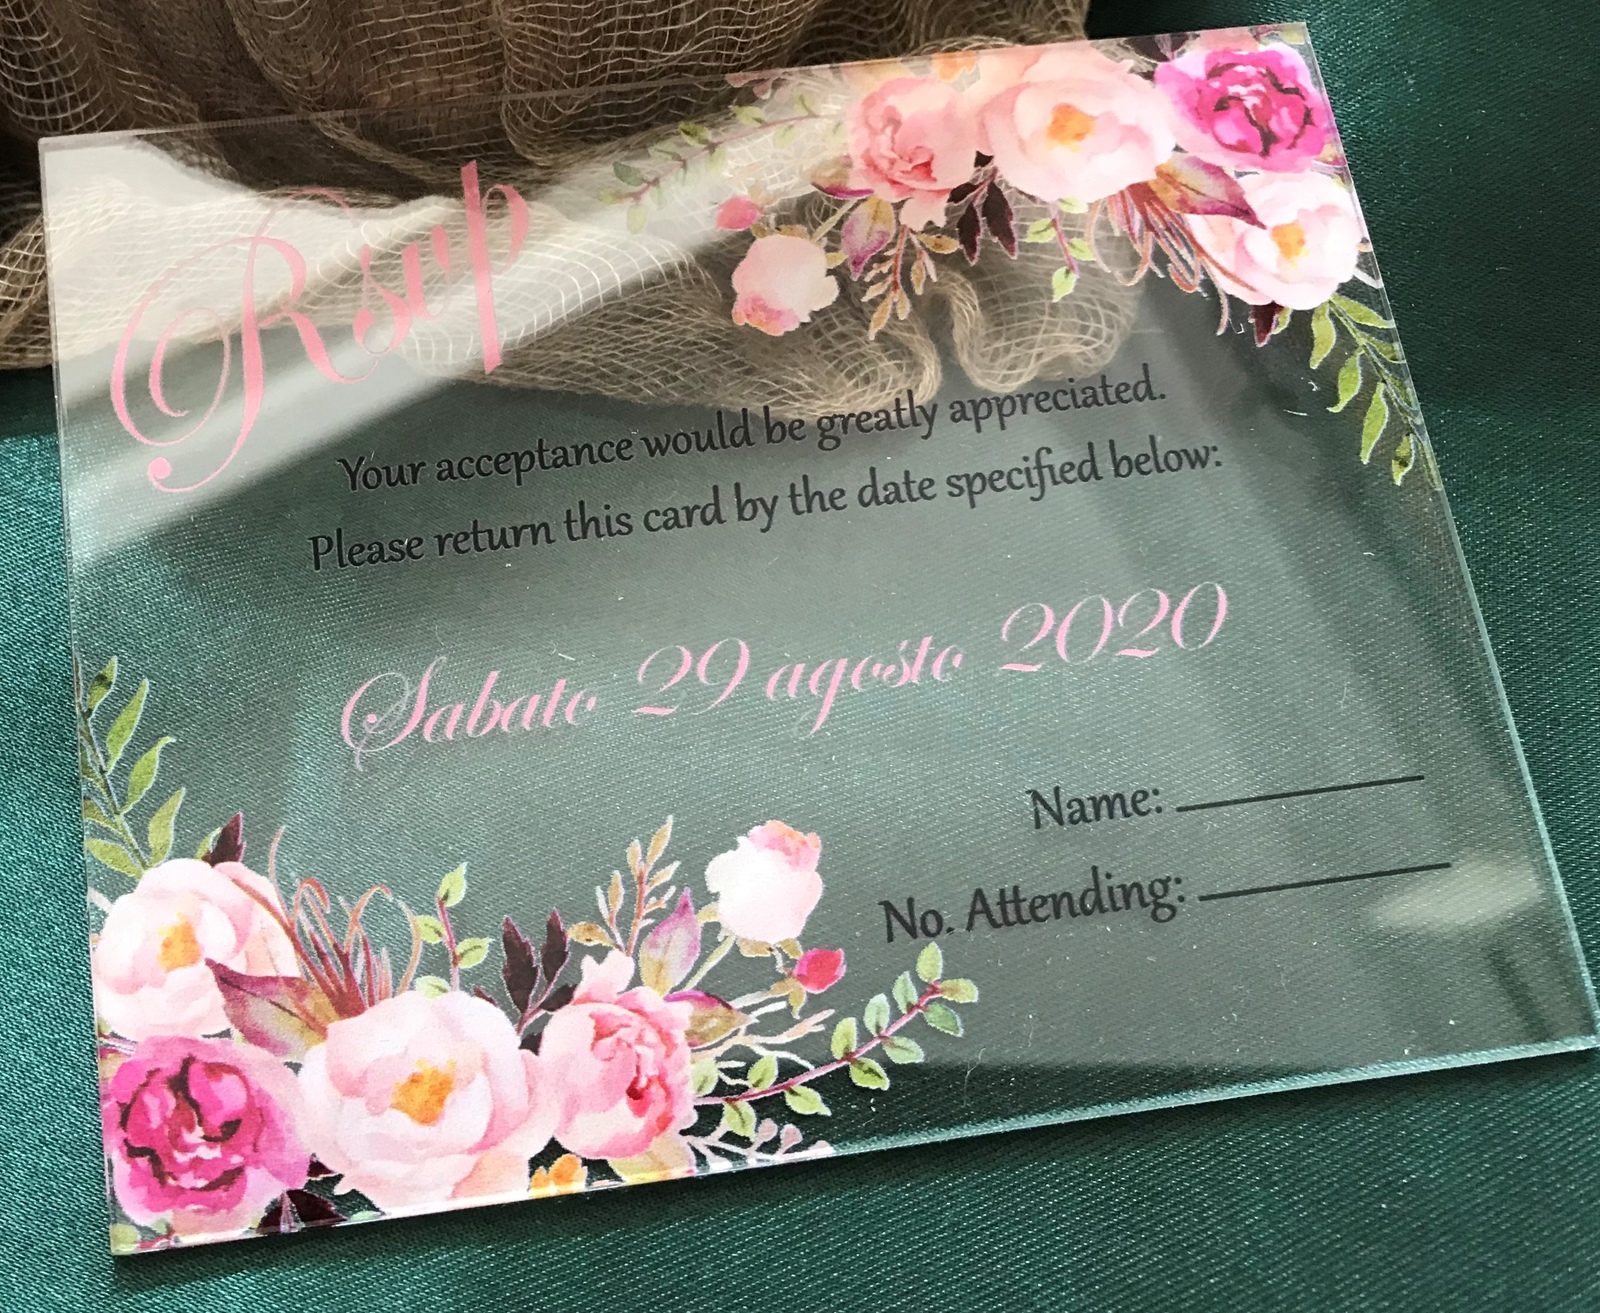 Rsvp
Your acceptance would be greatly appreciated.
Please return this card by the date specified below:
Sabato 29 agosto 2020
Name:
No. Attending: